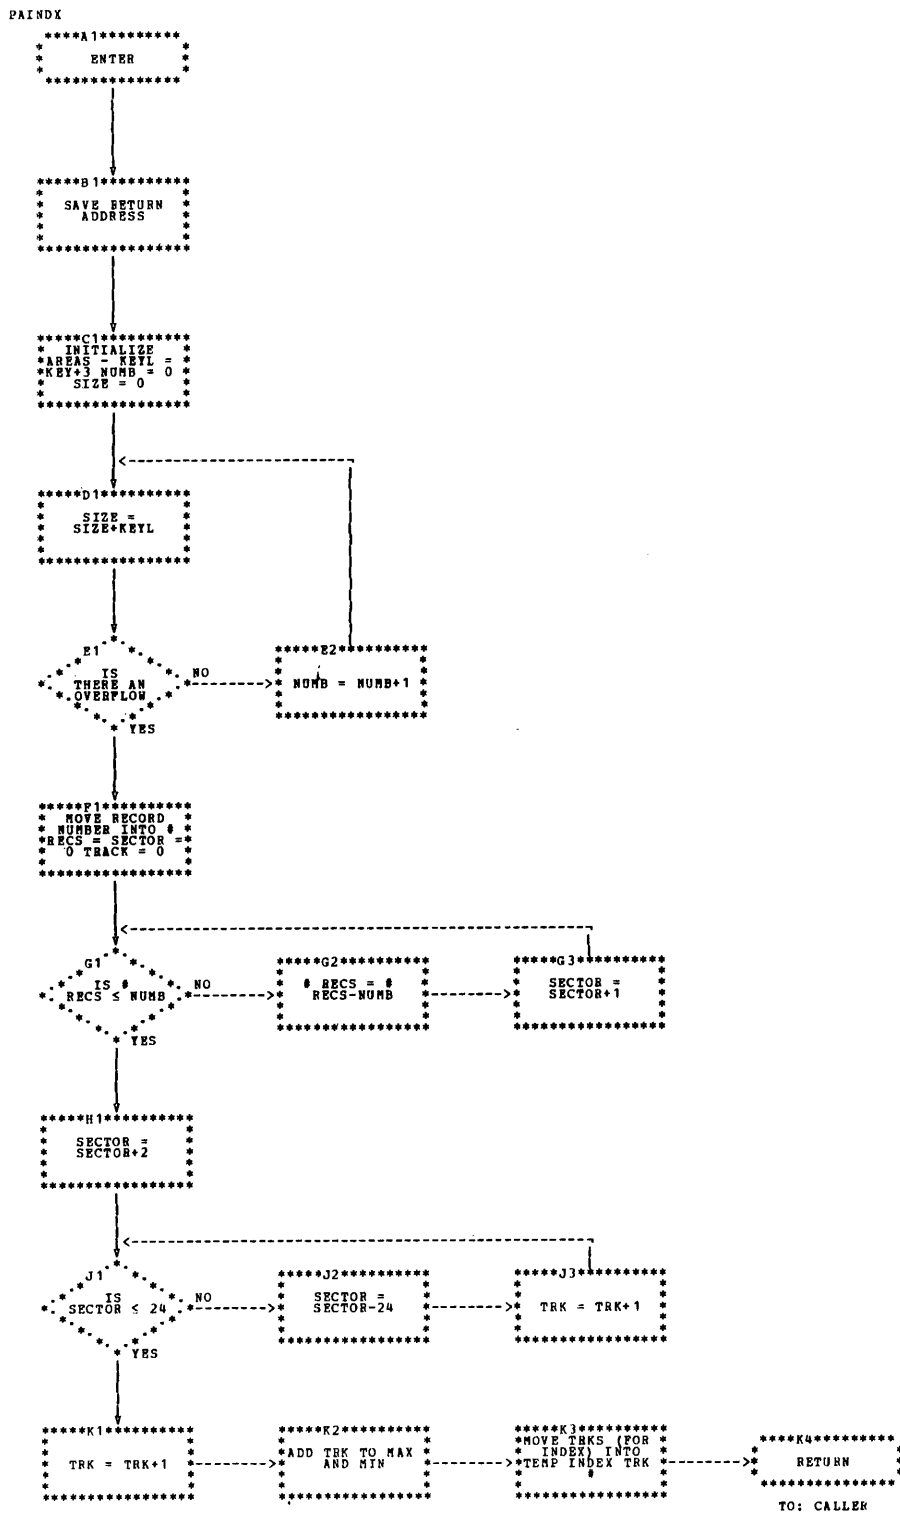 PAINDX
A1
ENTER
B1
SAVE RETURN
ADDRESS
C1
INITIALIZE
AREAS - KEYL =
KEY+3 NUMB = 0
SIZE = 0
D1
SIZE =
SIZE+KEYL
E1
IS
THERE AN
OVERFLOW
NO
YES
E2
NUMB = NUMB+1
F1
MOVE RECORD
NUMBER INTO #
RECS = SECTOR =
0 TRACK = 0
G1
IS #
RECS ≤ NUMB
NO
YES
G2
# RECS = #
RECS-NUMB
G3
SECTOR =
SECTOR+1
H1
SECTOR =
SECTOR+2
J1
IS
SECTOR ≤ 24
NO
YES
J2
SECTOR =
SECTOR-24
J3
TRK = TRK+1
K1
TRK = TRK+1
K2
ADD TRK TO MAX
AND MIN
K3
MOVE TRKS (FOR
INDEX) INTO
TEMP INDEX TRK
#
K4
RETURN
TO: CALLER